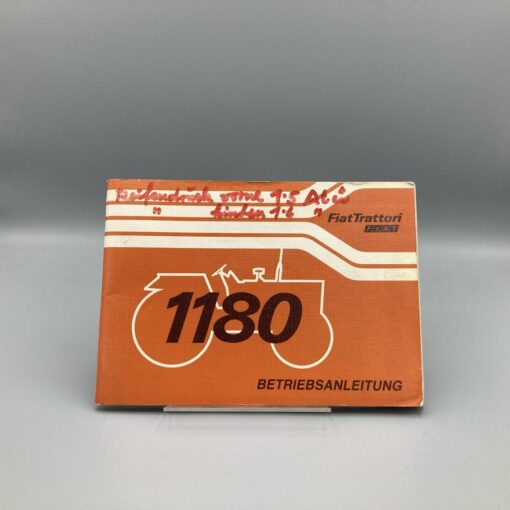 Reifendruck vorne 1.5 Atü
" hinten 1.6 "
FiatTrattori
FIAT
1180
BETRIEBSANLEITUNG